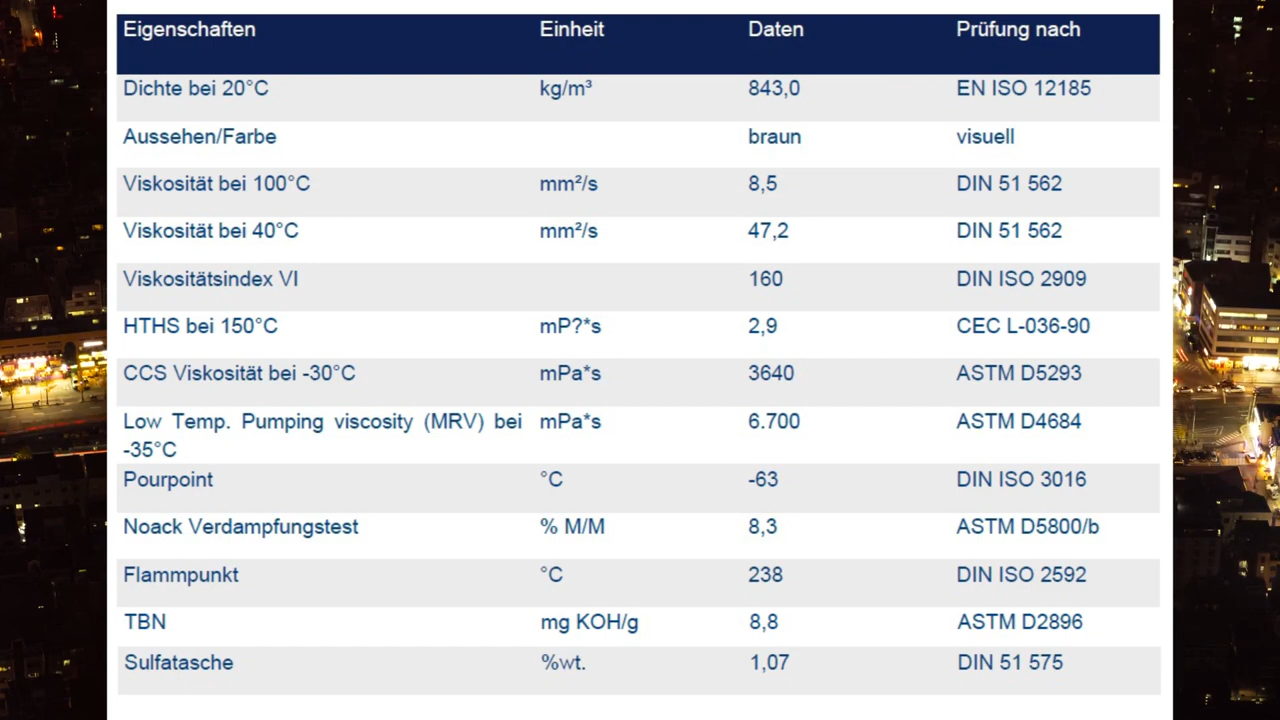 Eigenschaften Einheit Daten Prüfung nach
Dichte bei 20°C kg/m³ 843,0 EN ISO 12185
Aussehen/Farbe braun visuell
Viskosität bei 100°C mm²/s 8,5 DIN 51 562
Viskosität bei 40°C mm²/s 47,2 DIN 51 562
Viskositätsindex VI 160 DIN ISO 2909
HTHS bei 150°C mP?*s 2,9 CEC L-036-90
CCS Viskosität bei -30°C mPa*s 3640 ASTM D5293
Low Temp. Pumping viscosity (MRV) bei mPa*s 6.700 ASTM D4684
-35°C
Pourpoint °C -63 DIN ISO 3016
Noack Verdampfungstest % M/M 8,3 ASTM D5800/b
Flammpunkt °C 238 DIN ISO 2592
TBN mg KOH/g 8,8 ASTM D2896
Sulfatasche %wt. 1,07 DIN 51 575